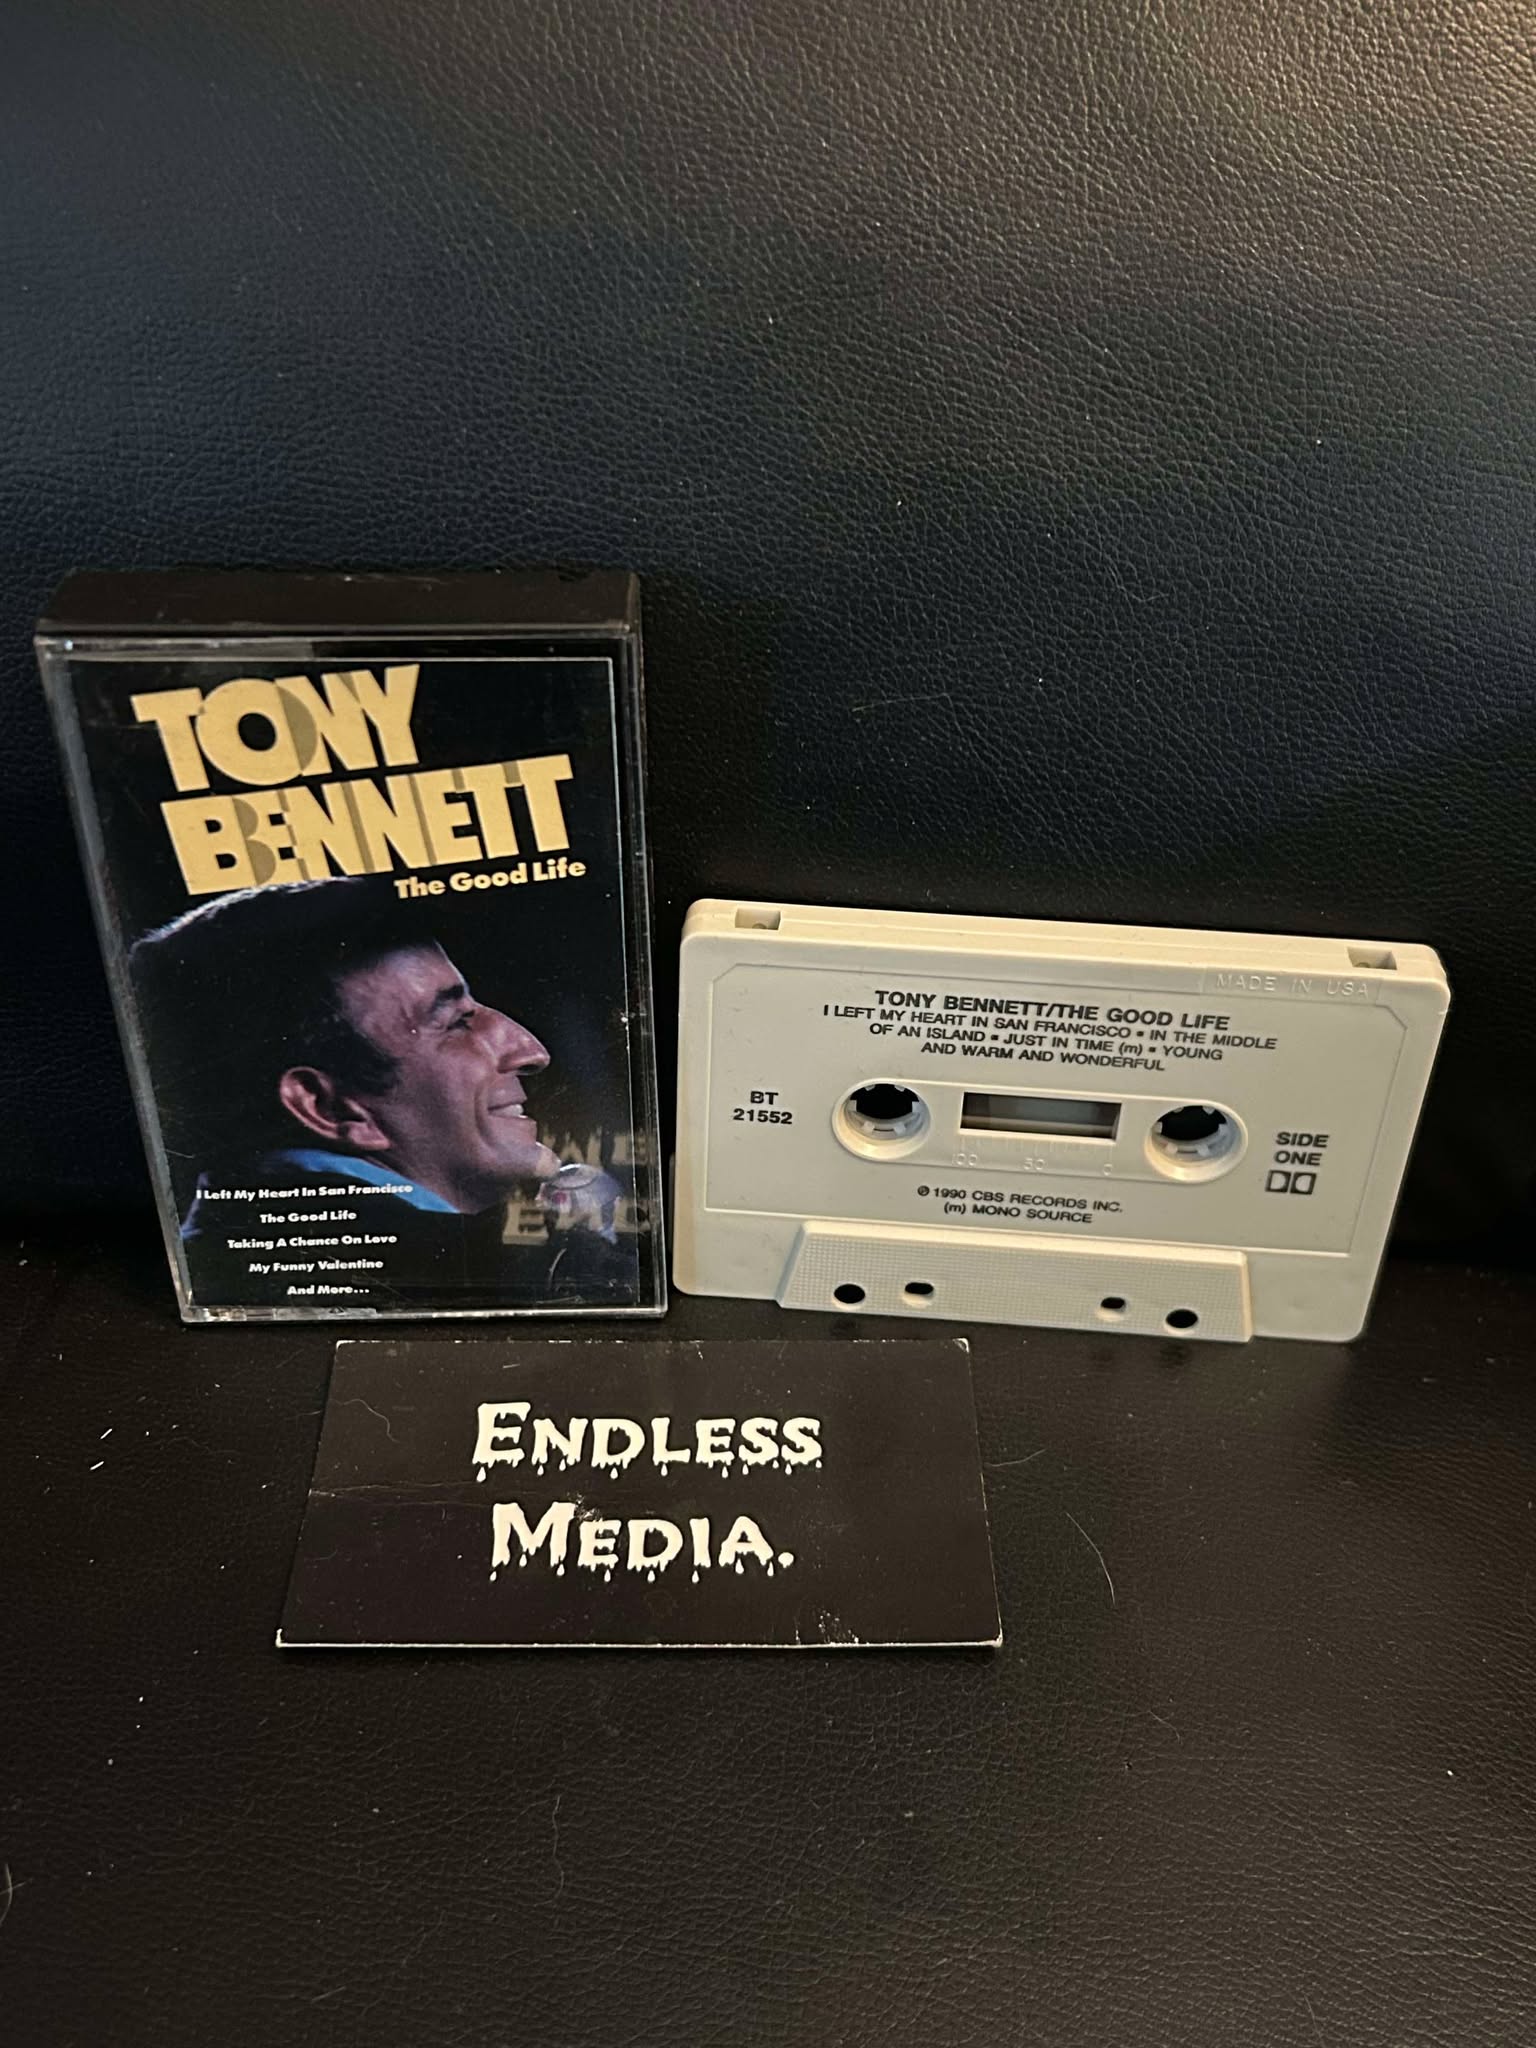 TONY
BENNETT
The Good Life
I Left My Heart In San Francisco
The Good Life
Taking A Chance On Love
My Funny Valentine
And More...
MADE IN USA
TONY BENNETT/THE GOOD LIFE
I LEFT MY HEART IN SAN FRANCISCO ▪ IN THE MIDDLE
OF AN ISLAND ▪ JUST IN TIME (m) ▪ YOUNG
AND WARM AND WONDERFUL
BT
21552
SIDE
ONE
100 50 0
℗ 1990 CBS RECORDS INC.
(m) MONO SOURCE
ENDLESS
MEDIA.